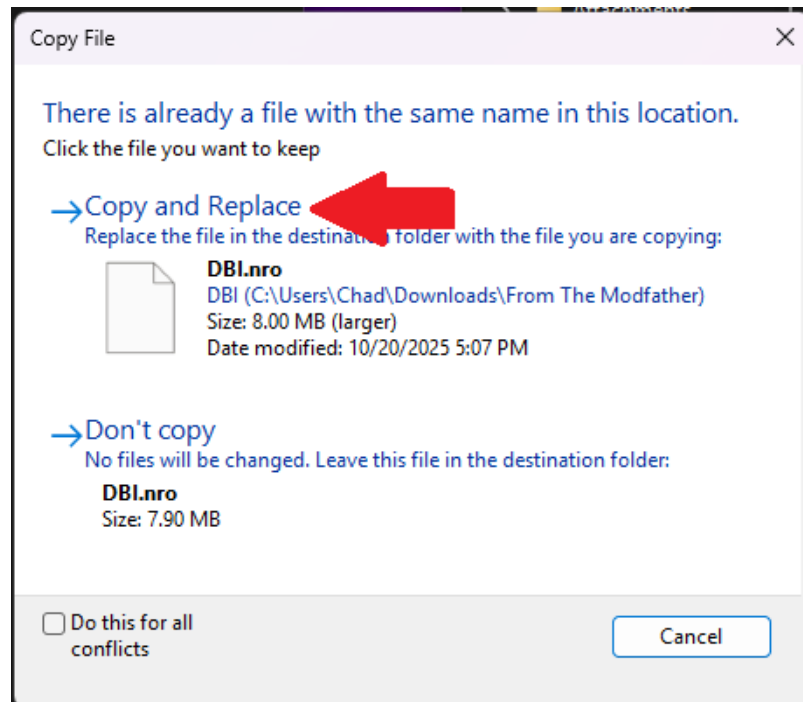 Attachments
Copy File
There is already a file with the same name in this location.
Click the file you want to keep
Copy and Replace
Replace the file in the destination folder with the file you are copying:
DBI.nro
DBI (C:\Users\Chad\Downloads\From The Modfather)
Size: 8.00 MB (larger)
Date modified: 10/20/2025 5:07 PM
Don't copy
No files will be changed. Leave this file in the destination folder:
DBI.nro
Size: 7.90 MB
Do this for all
conflicts
Cancel